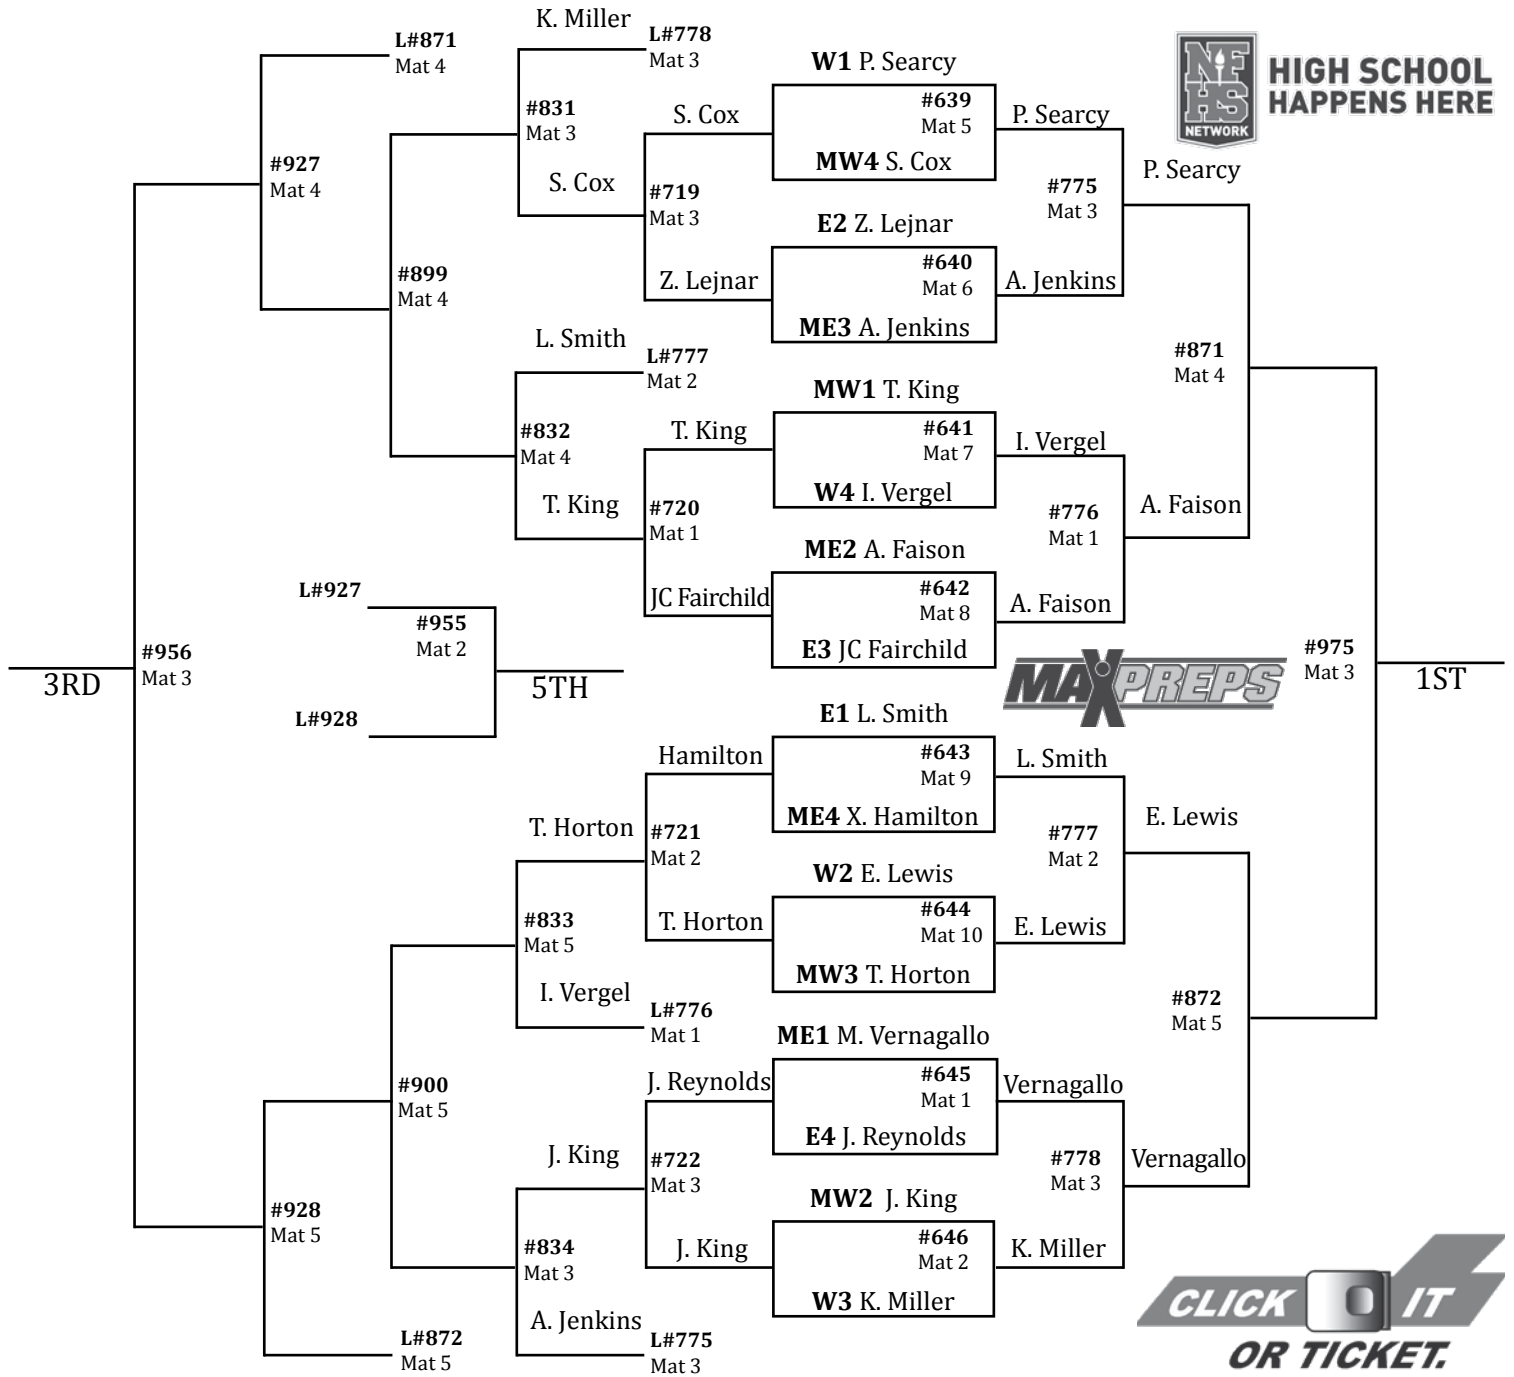 K. Miller
L#871
Mat 4
L#778
Mat 3
W1 P. Searcy
NFHS
NETWORK
HIGH SCHOOL
HAPPENS HERE
#831
Mat 3
S. Cox
#639
Mat 5
P. Searcy
#927
Mat 4
S. Cox
MW4 S. Cox
P. Searcy
#719
Mat 3
#775
Mat 3
E2 Z. Lejnar
#899
Mat 4
Z. Lejnar
#640
Mat 6
A. Jenkins
L. Smith
ME3 A. Jenkins
L#777
Mat 2
#871
Mat 4
MW1 T. King
#832
Mat 4
T. King
#641
Mat 7
I. Vergel
T. King
W4 I. Vergel
A. Faison
#720
Mat 1
#776
Mat 1
ME2 A. Faison
L#927
JC Fairchild
#642
Mat 8
A. Faison
#955
Mat 2
E3 JC Fairchild
#956
Mat 3
3RD
5TH
MAXPREPS
#975
Mat 3
1ST
L#928
E1 L. Smith
Hamilton
#643
Mat 9
L. Smith
T. Horton
ME4 X. Hamilton
E. Lewis
#721
Mat 2
#777
Mat 2
W2 E. Lewis
#833
Mat 5
T. Horton
#644
Mat 10
E. Lewis
MW3 T. Horton
I. Vergel
L#776
Mat 1
#872
Mat 5
ME1 M. Vernagallo
#900
Mat 5
J. Reynolds
#645
Mat 1
Vernagallo
J. King
E4 J. Reynolds
Vernagallo
#722
Mat 3
#778
Mat 3
MW2 J. King
#928
Mat 5
#834
Mat 3
J. King
#646
Mat 2
K. Miller
W3 K. Miller
A. Jenkins
L#872
Mat 5
L#775
Mat 3
CLICK IT
OR TICKET.